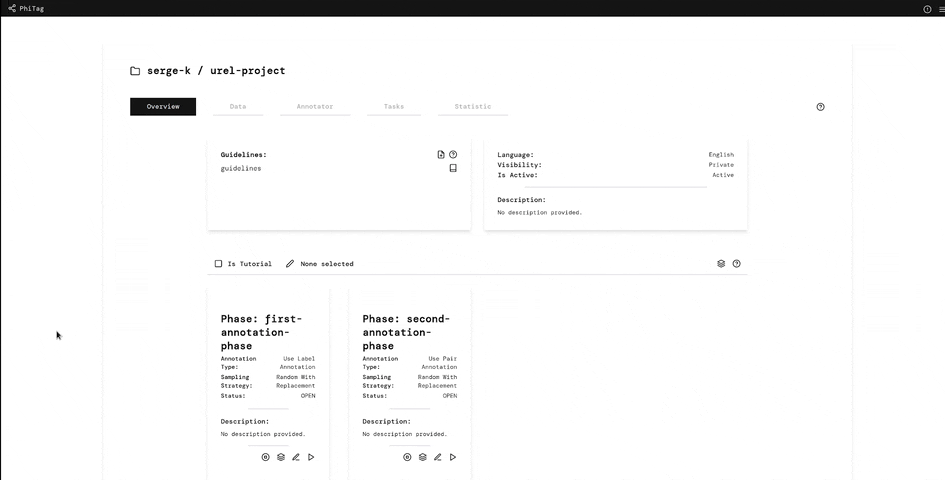 PhiTag
serge-k / urel-project
Overview
Data
Annotator
Tasks
Statistic
Guidelines:
guidelines
Language: English
Visibility: Private
Is Active: Active
Description:
No description provided.
Is Tutorial
None selected
Phase: first-
annotation-
phase
Annotation Use Label
Type: Annotation
Sampling Random With
Strategy: Replacement
Status: OPEN
Description:
No description provided.
Phase: second-
annotation-
phase
Annotation Use Pair
Type: Annotation
Sampling Random With
Strategy: Replacement
Status: OPEN
Description:
No description provided.